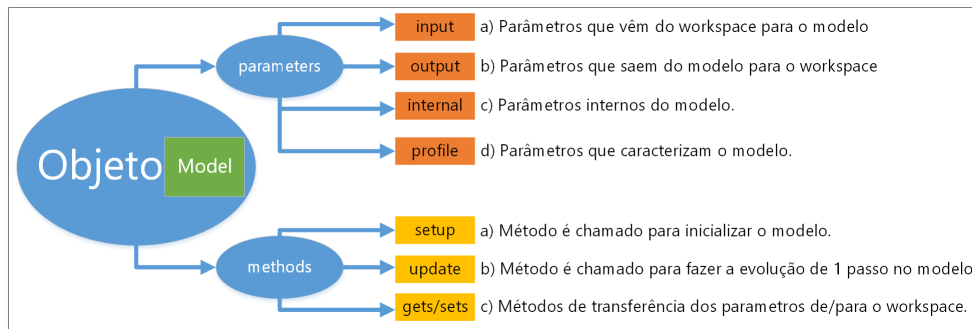 Objeto
Model
parameters
input a) Parâmetros que vêm do workspace para o modelo
output b) Parâmetros que saem do modelo para o workspace
internal c) Parâmetros internos do modelo.
profile d) Parâmetros que caracterizam o modelo.
methods
setup a) Método é chamado para inicializar o modelo.
update b) Método é chamado para fazer a evolução de 1 passo no modelo
gets/sets c) Métodos de transferência dos parametros de/para o workspace.